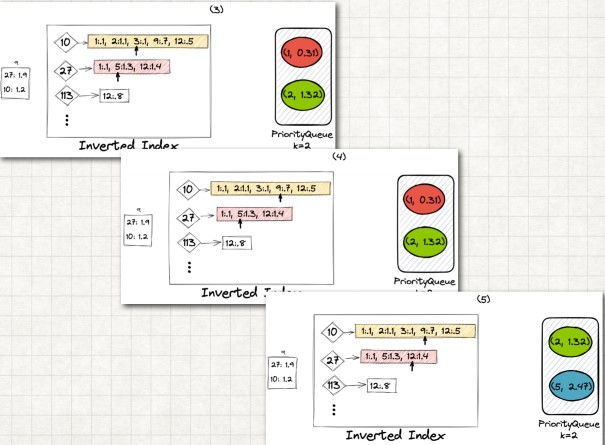 (3)
10 1:.1, 2:1.1, 3:.1, 9:.7, 12:.5
q
27: 1.9
10: 1.2
27 1:.1, 5:1.3, 12:1.4
113 12:.8
Inverted Index
(1, 0.31)
(2, 1.32)
PriorityQueue
k=2
(4)
10 1:.1, 2:1.1, 3:.1, 9:.7, 12:.5
q
27: 1.9
10: 1.2
27 1:.1, 5:1.3, 12:1.4
113 12:.8
Inverted Index
(1, 0.31)
(2, 1.32)
PriorityQueue
(5)
10 1:.1, 2:1.1, 3:.1, 9:.7, 12:.5
q
27: 1.9
10: 1.2
27 1:.1, 5:1.3, 12:1.4
113 12:.8
Inverted Index
(2, 1.32)
(5, 2.47)
PriorityQueue
k=2